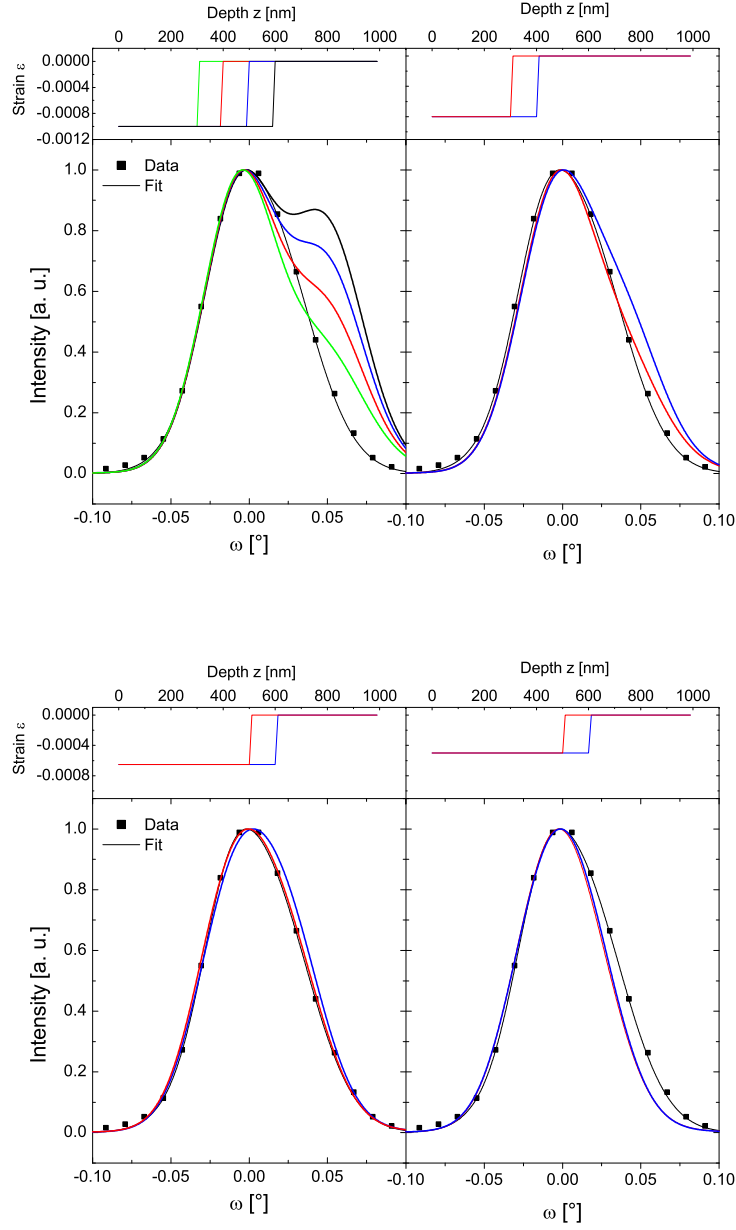 Depth z [nm]
Depth z [nm]
0 200 400 600 800 1000
0 200 400 600 800 1000
Strain ε
0.0000
-0.0004
-0.0008
-0.0012
Data
Fit
Intensity [a. u.]
1.0
0.8
0.6
0.4
0.2
0.0
-0.10 -0.05 0.00 0.05 -0.10 -0.05 0.00 0.05 0.10
ω [°]
ω [°]
Depth z [nm]
Depth z [nm]
0 200 400 600 800 1000
0 200 400 600 800 1000
Strain ε
0.0000
-0.0004
-0.0008
Data
Fit
Intensity [a. u.]
1.0
0.8
0.6
0.4
0.2
0.0
-0.10 -0.05 0.00 0.05 -0.10 -0.05 0.00 0.05 0.10
ω [°]
ω [°]